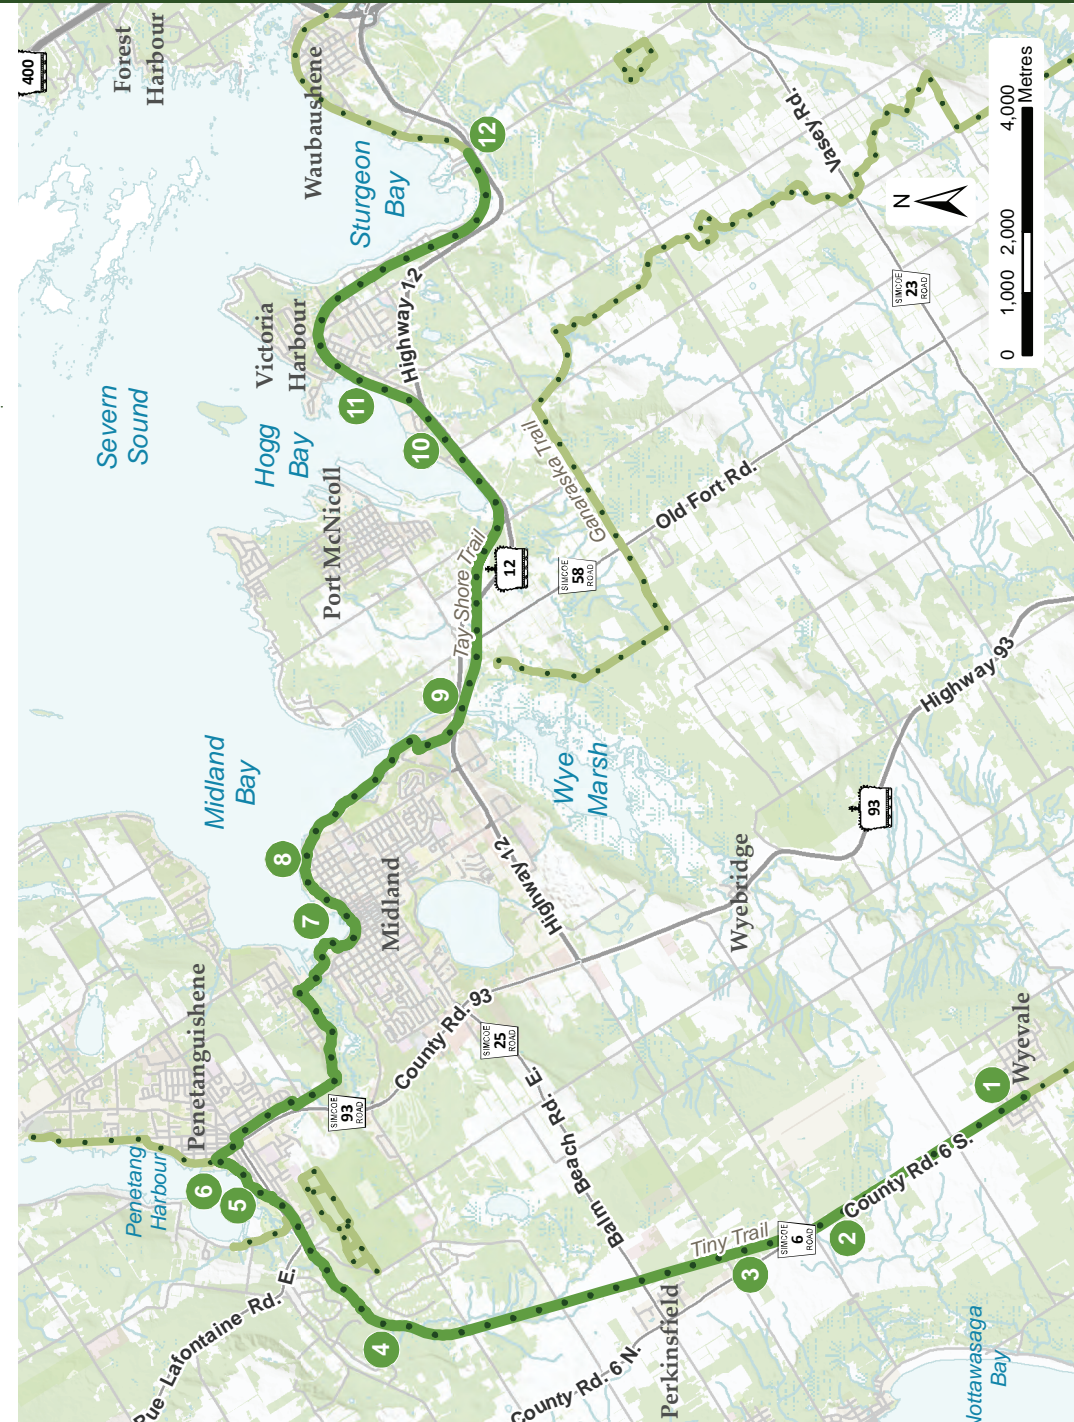 400
Forest
Harbour
Waubaushene
12
Sturgeon
Bay
Vasey Rd.
4,000
Metres
2,000
1,000
0
N
SIMCOE
23
ROAD
Victoria
Harbour
Highway 12
11
10
Severn
Sound
Hogg
Bay
Port McNicoll
Ganaraska Trail
Old Fort Rd.
Tay Shore Trail
12
SIMCOE
58
ROAD
9
Highway 93
93
Midland
Bay
Wye
Marsh
8
7
Midland
Highway 12
Wyebridge
Penetanguishene
County Rd. 93
SIMCOE
25
ROAD
SIMCOE
93
ROAD
Wyevale
1
Penetang
Harbour
6
5
Balm Beach Rd. E.
County Rd. 6 S.
2
SIMCOE
6
ROAD
Tiny Trail
3
Rue Lafontaine Rd. E.
4
Perkinsfield
County Rd. 6 N.
Nottawasaga
Bay